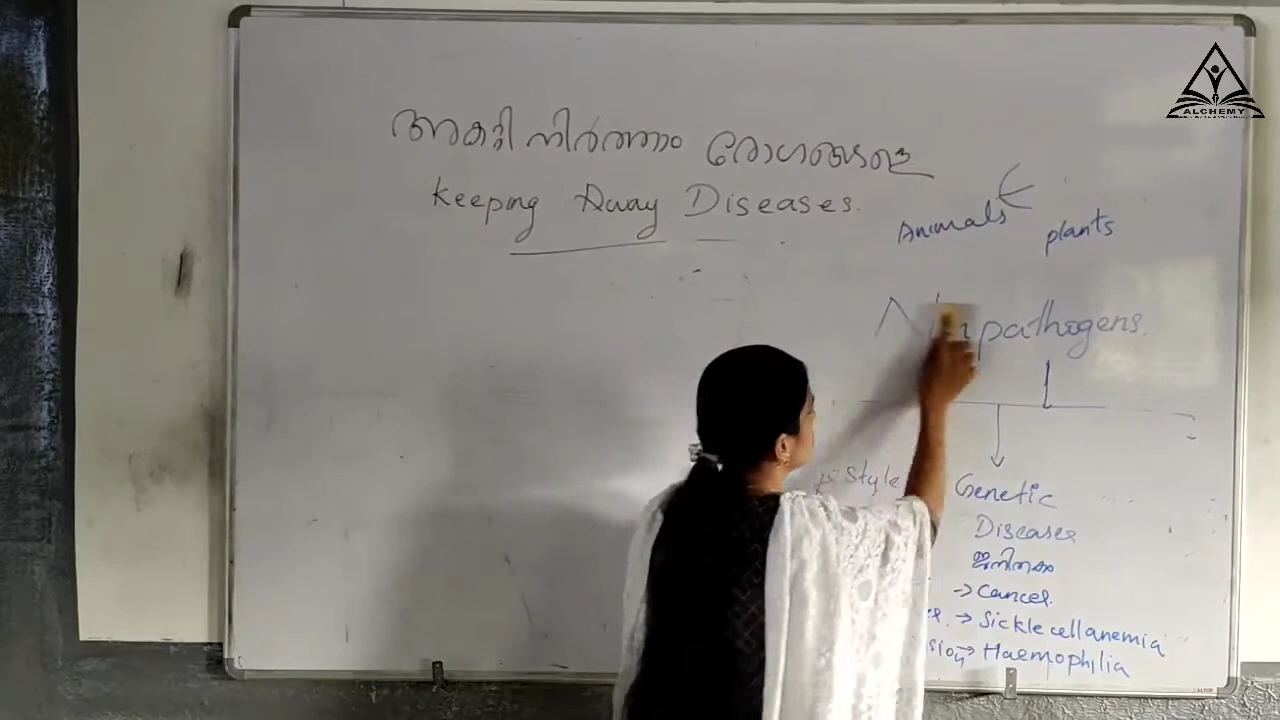 അകറ്റി നിർത്താം രോഗങ്ങളെ
Keeping Away Diseases.
Animals
plants
pathogens.
Style
Genetic
Diseases
ജനിതകം
→ Cancer.
→ Sickle cell anemia
→ Haemophilia
ALCHEMY